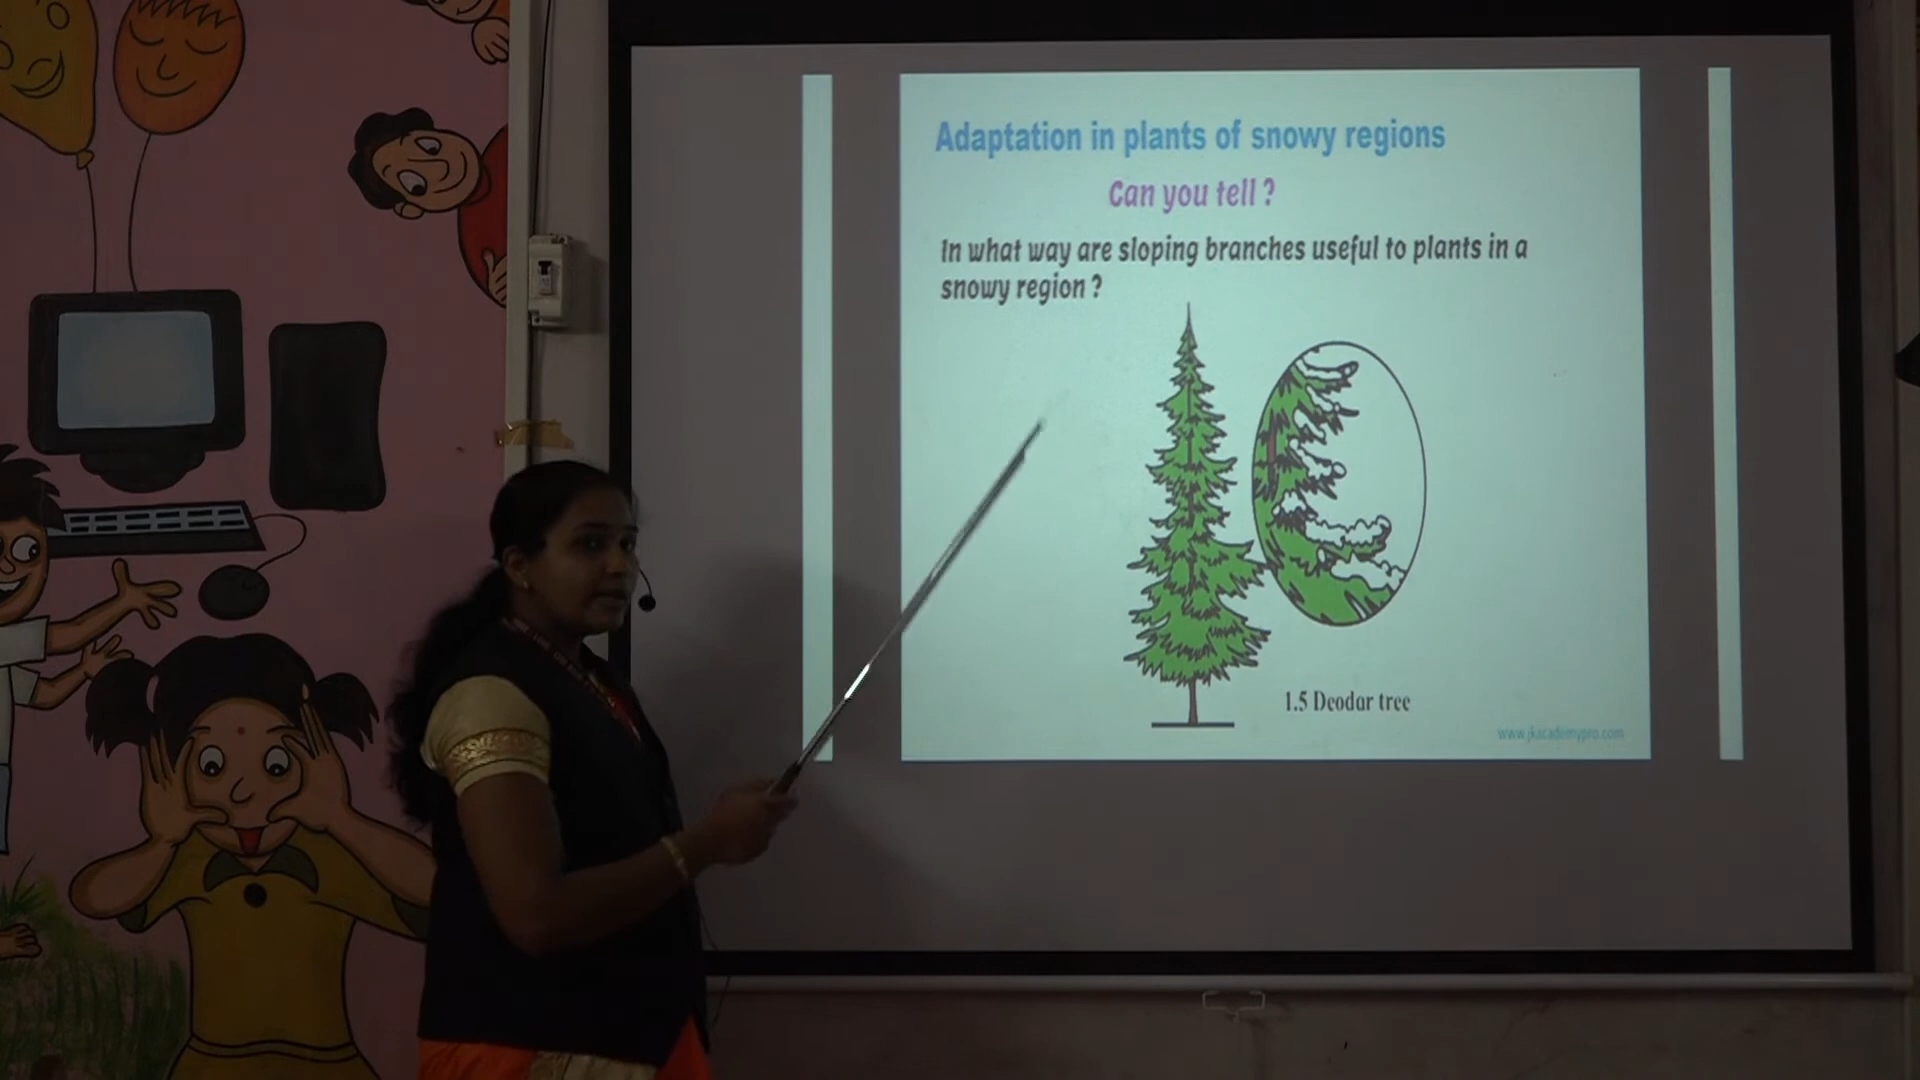 Adaptation in plants of snowy regions
Can you tell ?
In what way are sloping branches useful to plants in a
snowy region ?
1.5 Deodar tree
www.jkacademypro.com